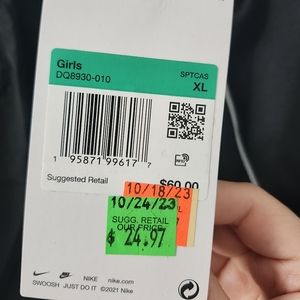 Girls
DQ8930-010
SPTCAS
XL
1 95871 99617 7
Suggested Retail
$60.00
10/18/23
10/24/23
SUGG. RETAIL
OUR PRICE
$ 24.97
NIKE nike.com
SWOOSH JUST DO IT ©2021 Nike